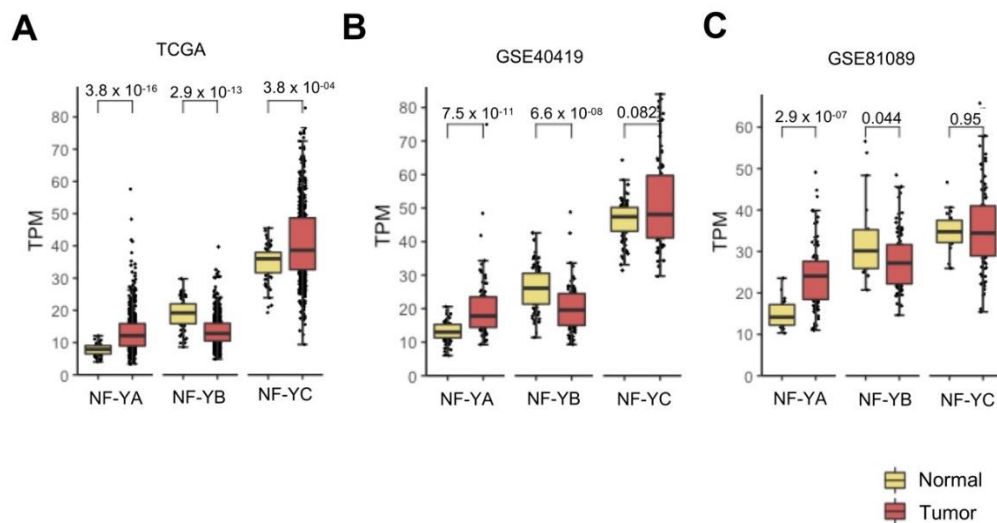 A
TCGA
3.8 x 10-16
2.9 x 10-13
3.8 x 10-04
TPM
80
70
60
50
40
30
20
10
0
NF-YA
NF-YB
NF-YC
B
GSE40419
7.5 x 10-11
6.6 x 10-08
0.082
TPM
80
70
60
50
40
30
20
10
0
NF-YA
NF-YB
NF-YC
C
GSE81089
2.9 x 10-07
0.044
0.95
TPM
60
50
40
30
20
10
0
NF-YA
NF-YB
NF-YC
Normal
Tumor